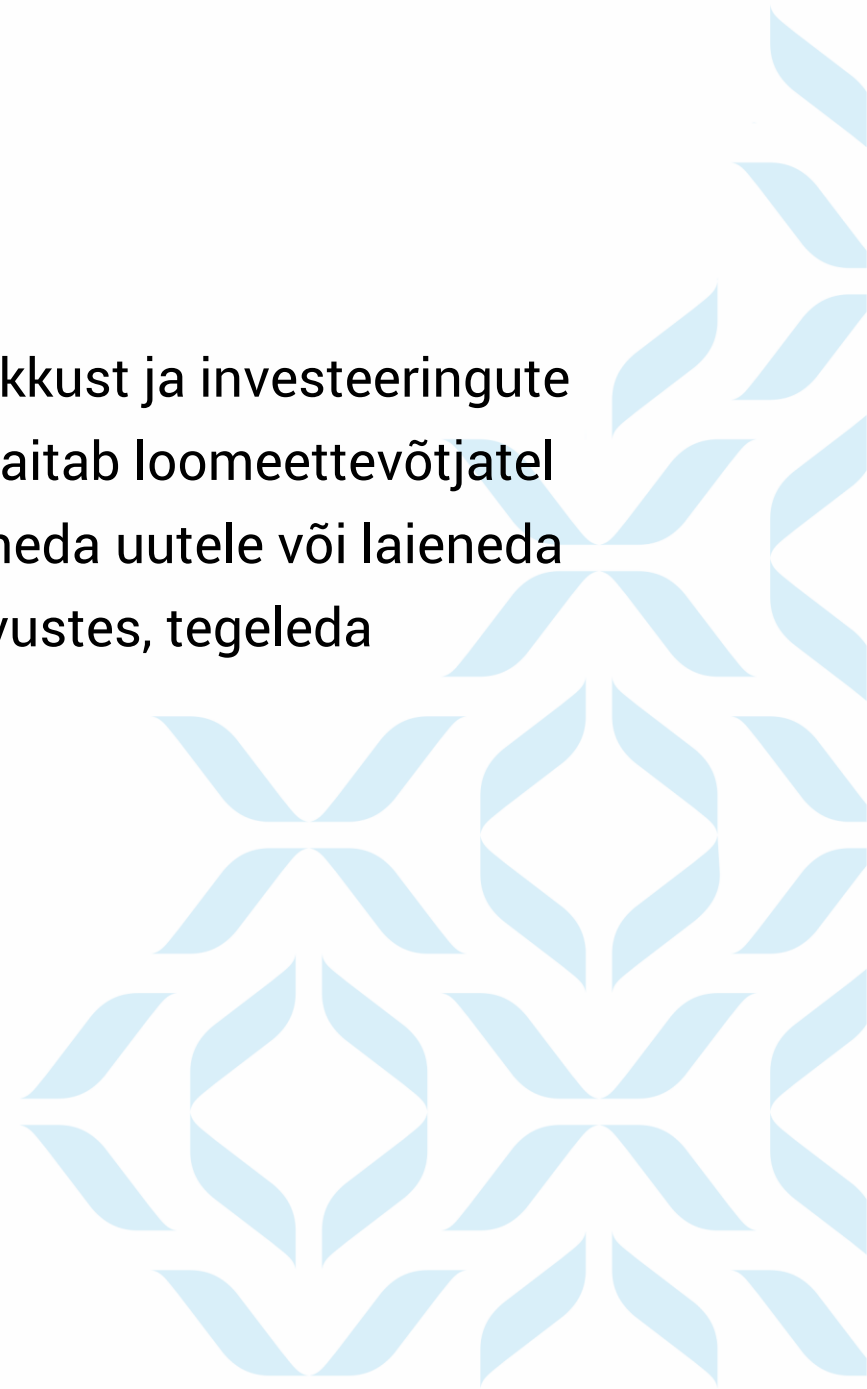 kkust ja investeeringute
aitab loomeettevõtjatel
neda uutele või laieneda
vustes, tegeleda